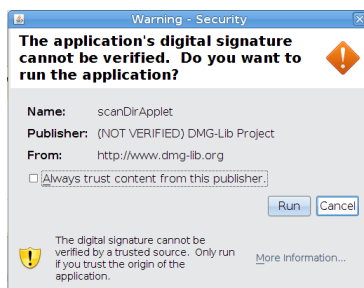 Warning - Security
The application's digital signature
cannot be verified. Do you want to
run the application?
Name: scanDirApplet
Publisher: (NOT VERIFIED) DMG-Lib Project
From: http://www.dmg-lib.org
Always trust content from this publisher.
Run Cancel
The digital signature cannot be
verified by a trusted source. Only run
if you trust the origin of the
application.
More Information...